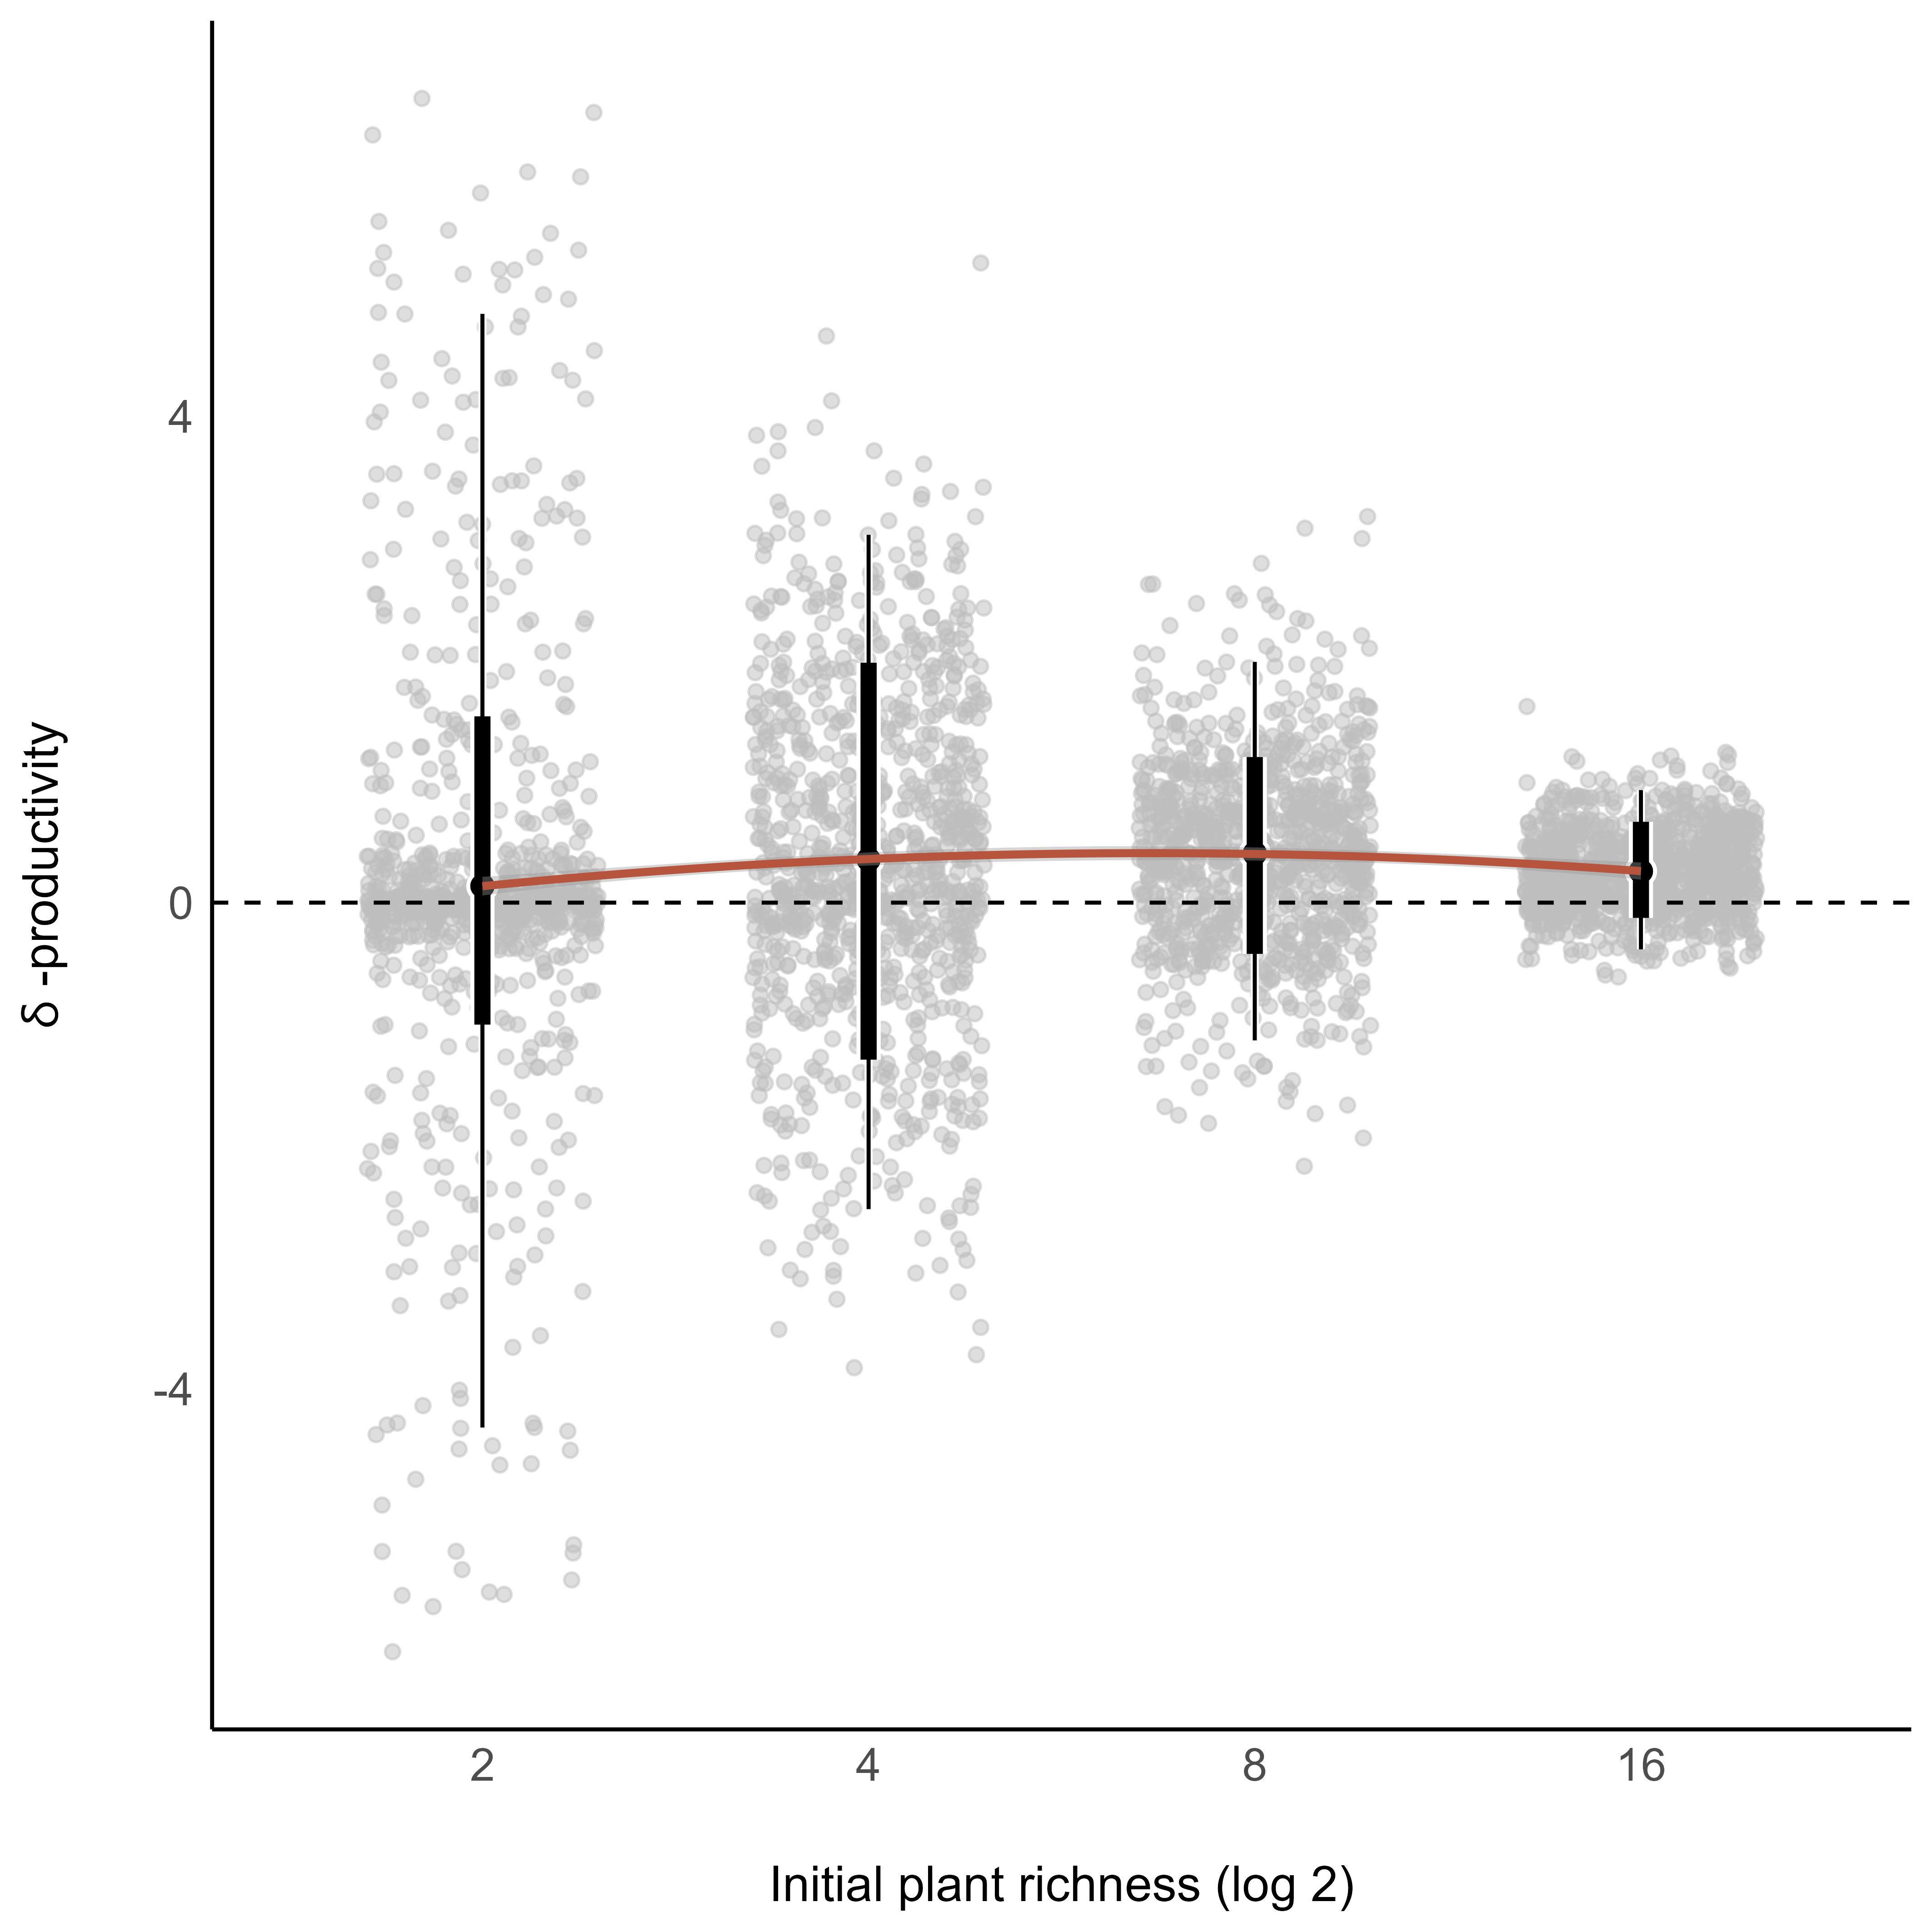 δ -productivity
4
0
-4
2 4 8 16
Initial plant richness (log 2)